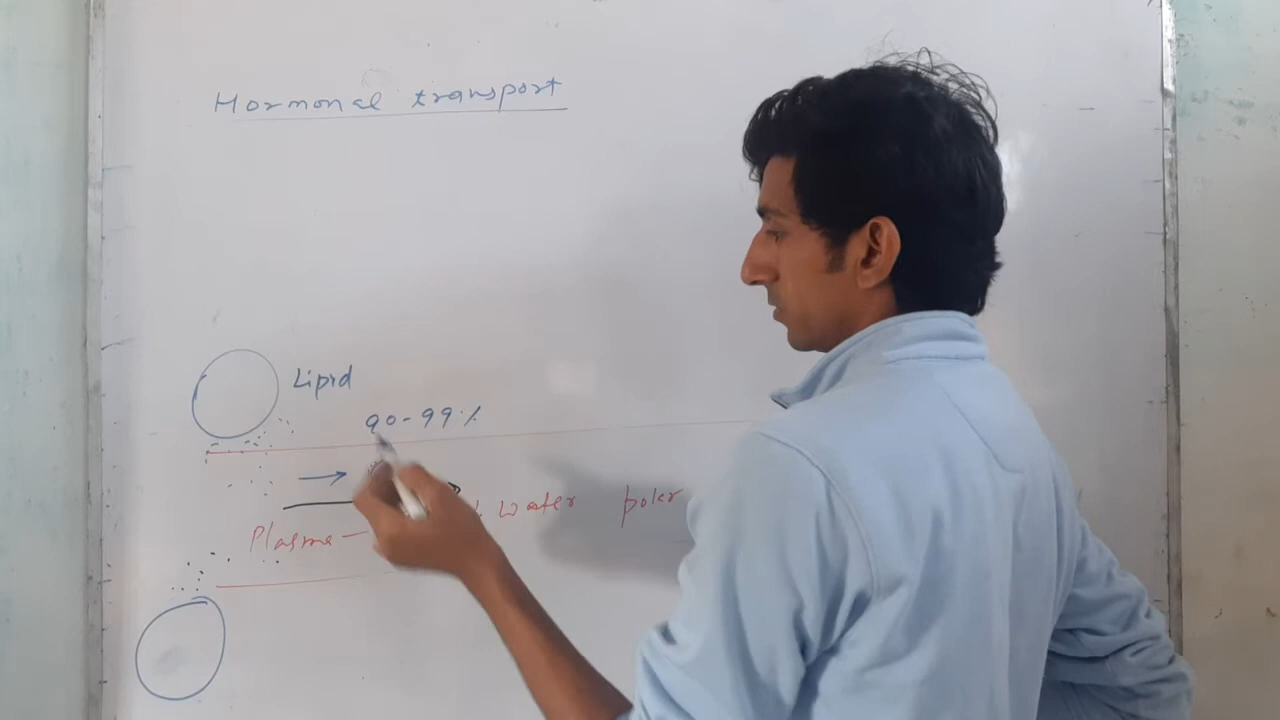 Hormonal transport
Lipid
90-99%
water polar
Plasma